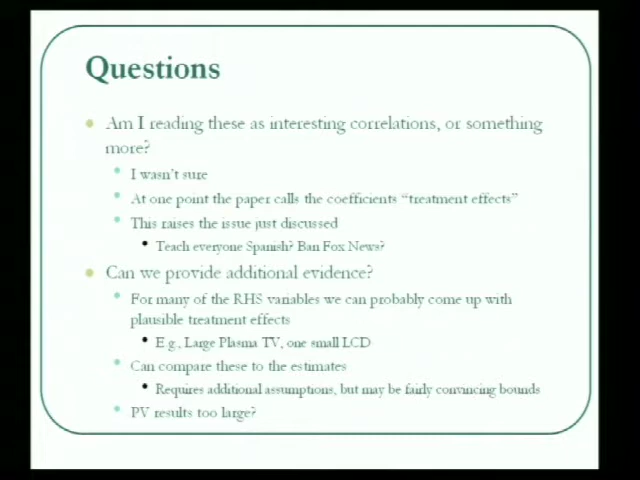 Questions
Am I reading these as interesting correlations, or something
more?
I wasn't sure
At one point the paper calls the coefficients "treatment effects"
This raises the issue just discussed
Teach everyone Spanish? Ban Fox News?
Can we provide additional evidence?
For many of the RHS variables we can probably come up with
plausible treatment effects
E g., Large Plasma TV, one small LCD
Can compare these to the estimates
Requires additional assumptions, but may be fairly convincing bounds
PV results too large?